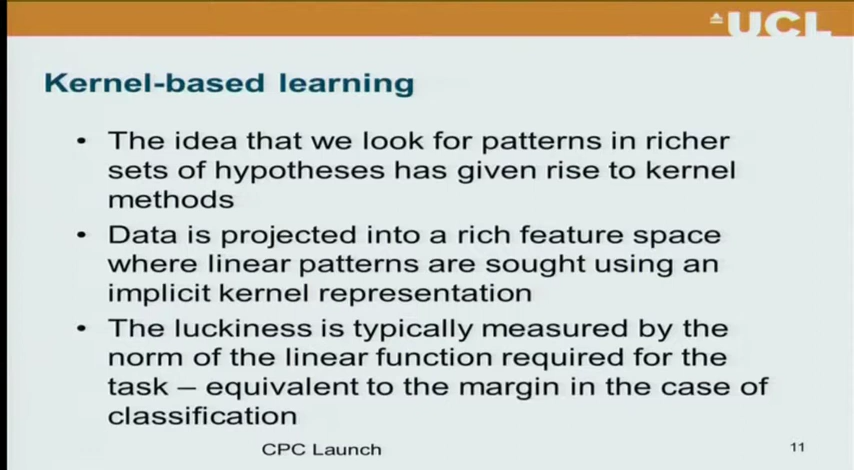 UCL
Kernel-based learning
• The idea that we look for patterns in richer
sets of hypotheses has given rise to kernel
methods
• Data is projected into a rich feature space
where linear patterns are sought using an
implicit kernel representation
• The luckiness is typically measured by the
norm of the linear function required for the
task – equivalent to the margin in the case of
classification
CPC Launch
11